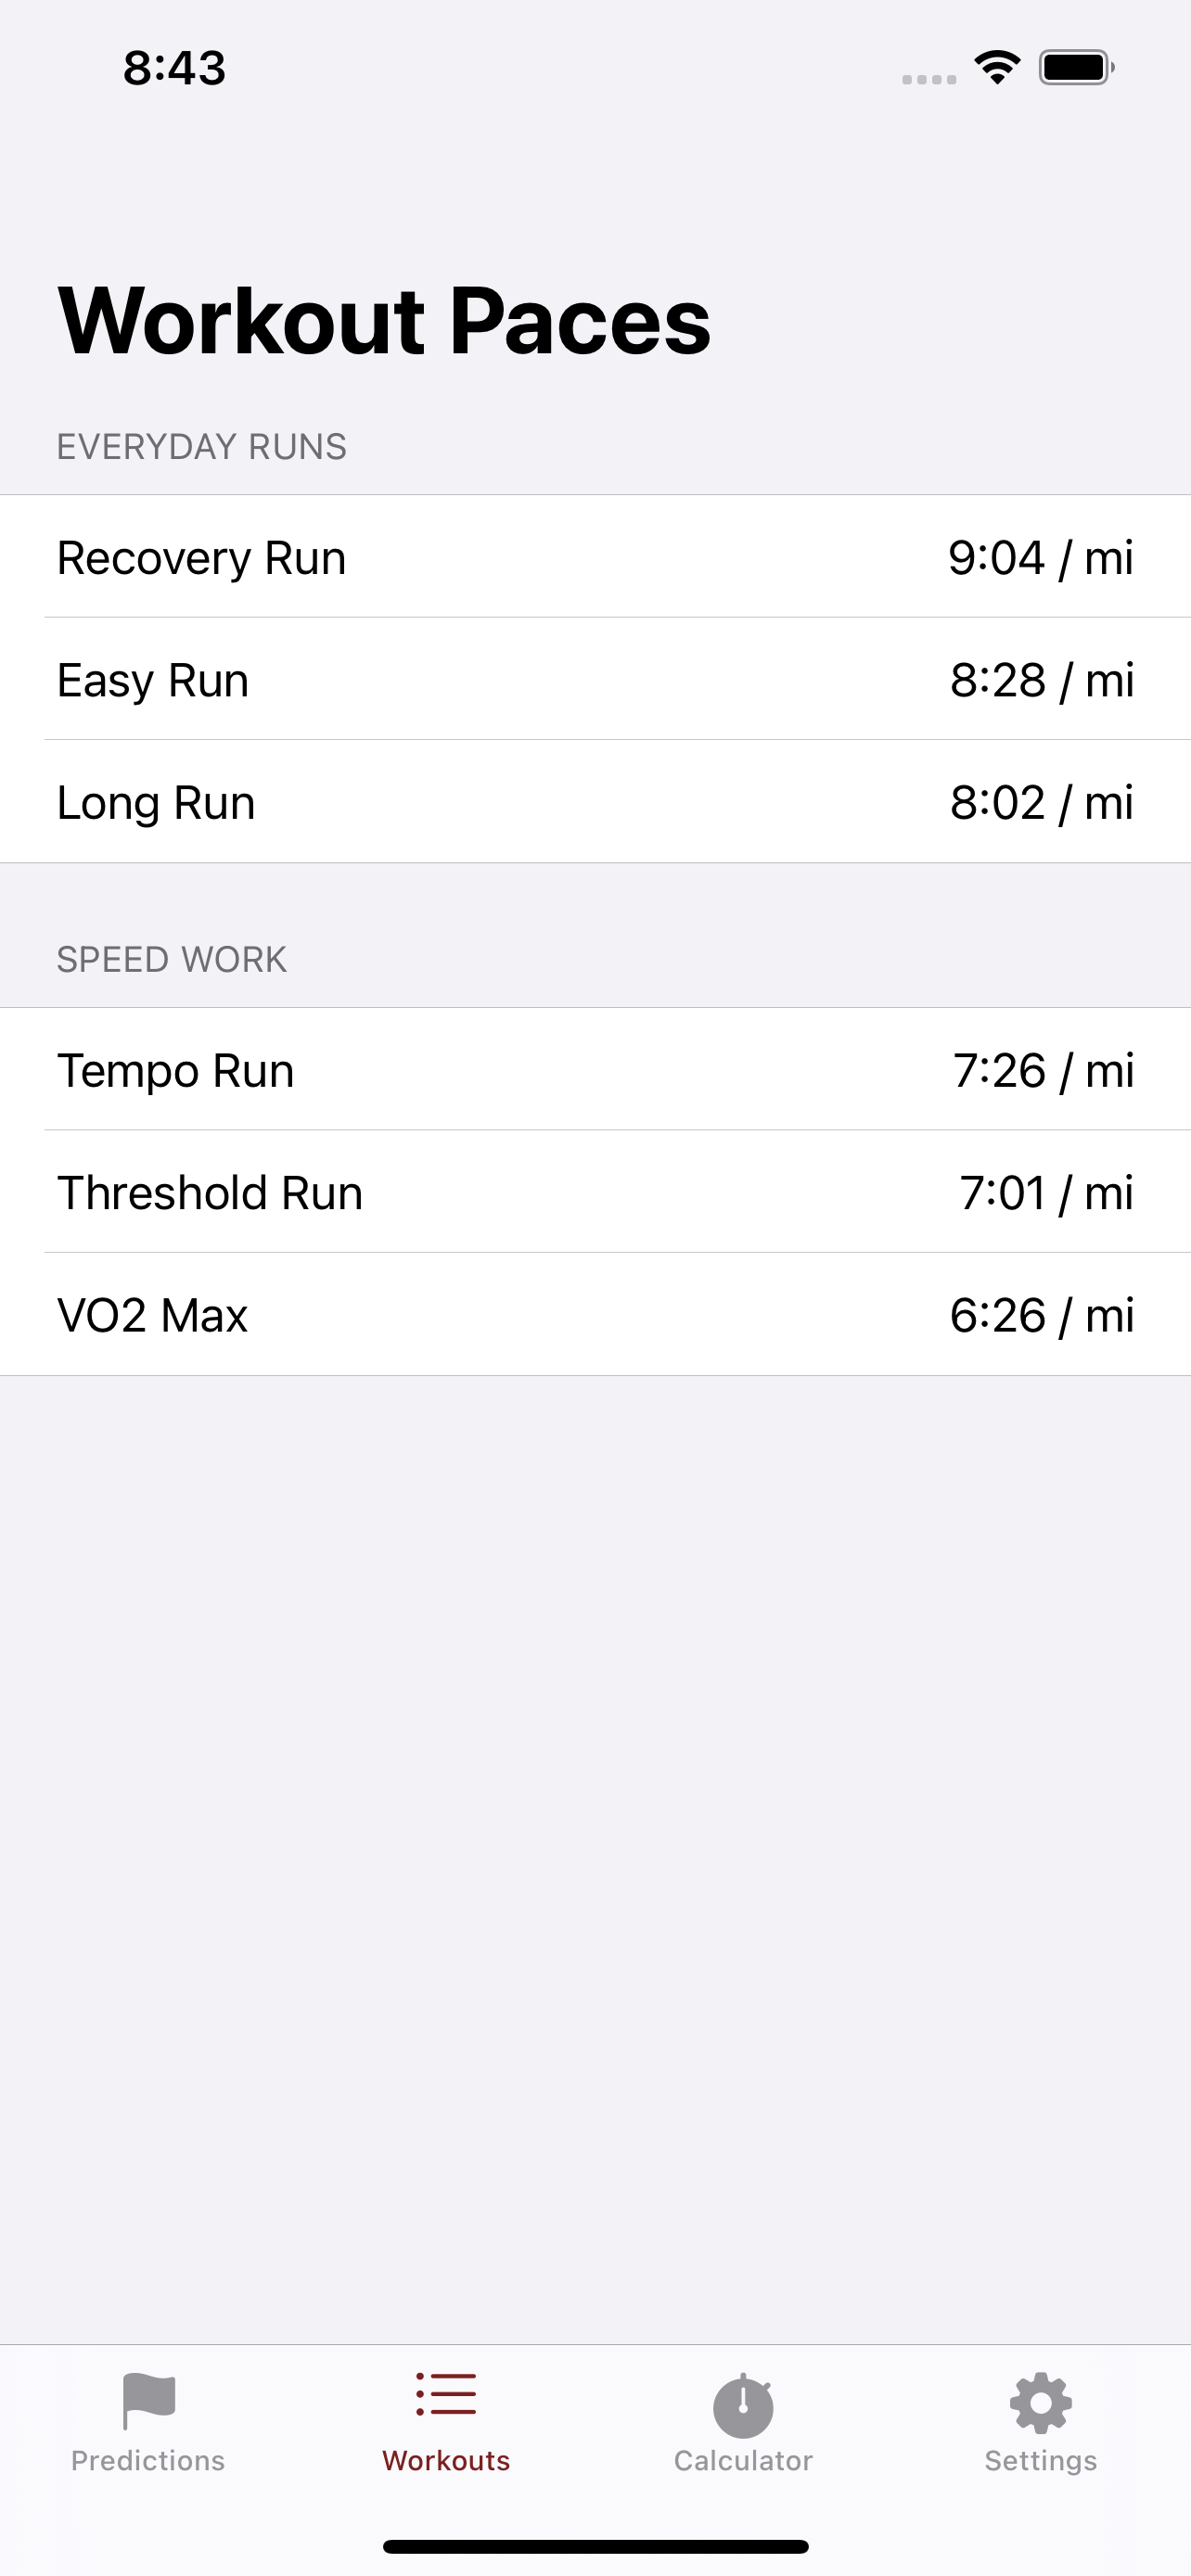 8:43
Workout Paces
EVERYDAY RUNS
Recovery Run 9:04 / mi
Easy Run 8:28 / mi
Long Run 8:02 / mi
SPEED WORK
Tempo Run 7:26 / mi
Threshold Run 7:01 / mi
VO2 Max 6:26 / mi
Predictions Workouts Calculator Settings